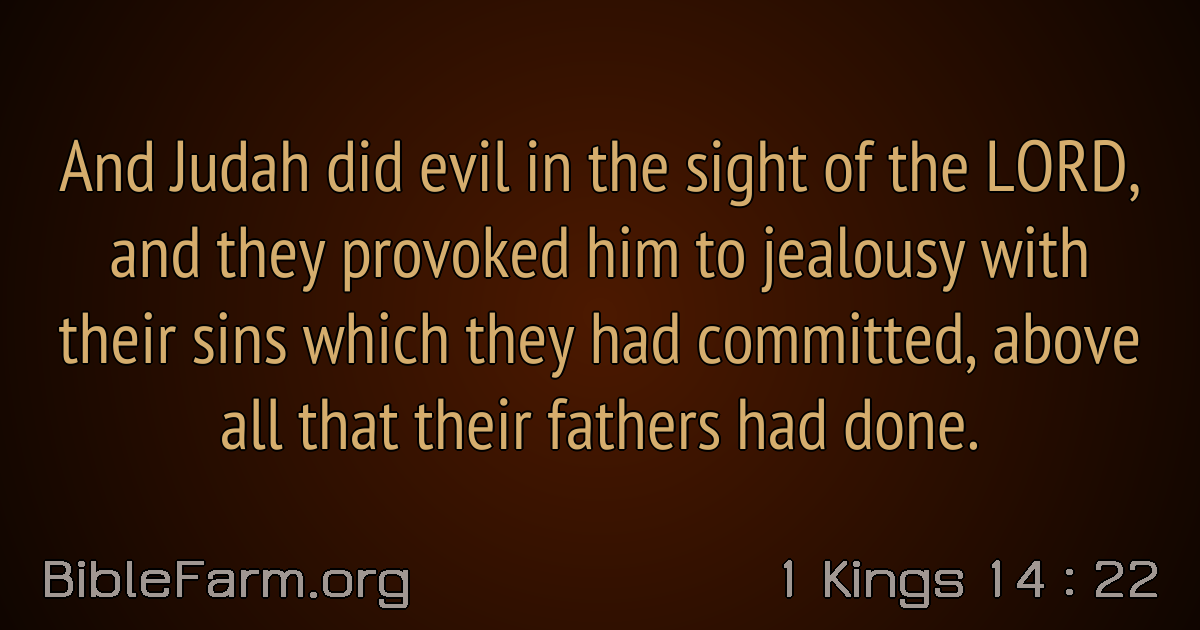 And Judah did evil in the sight of the LORD,
and they provoked him to jealousy with
their sins which they had committed, above
all that their fathers had done.
BibleFarm.org
1 Kings 14 : 22